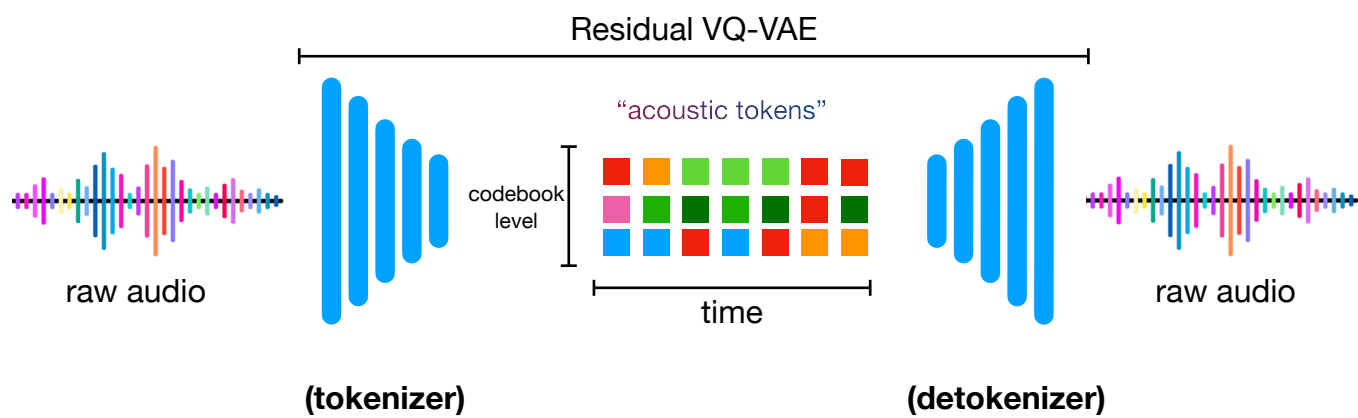 Residual VQ-VAE
“acoustic tokens”
codebook
level
raw audio
time
raw audio
(tokenizer)
(detokenizer)